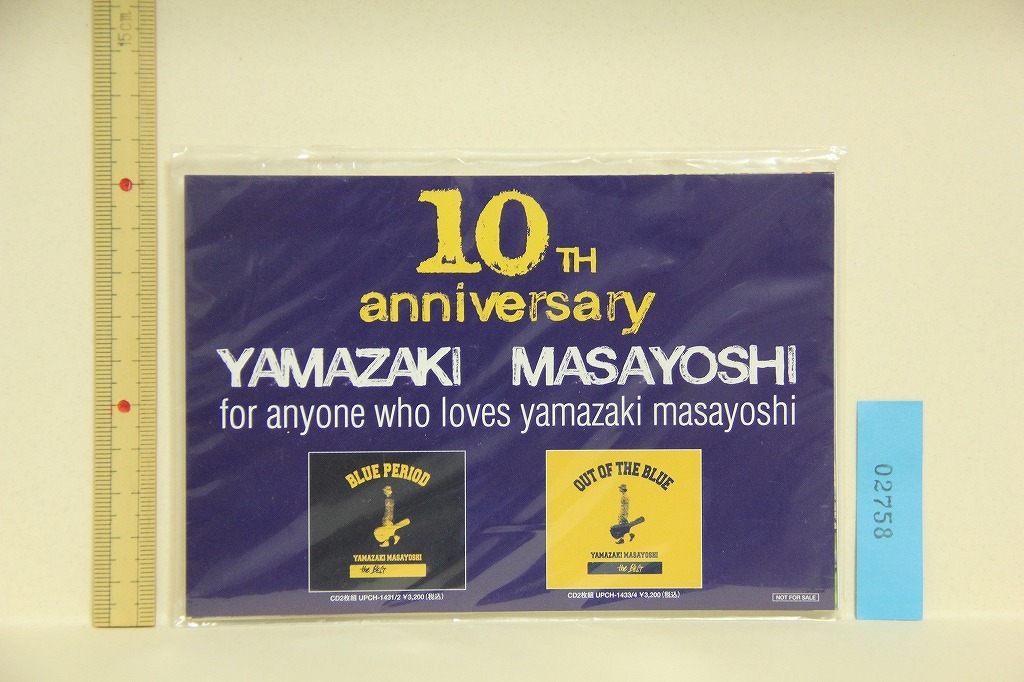 15cm
10TH
anniversary
YAMAZAKI MASAYOSHI
for anyone who loves yamazaki masayoshi
BLUE PERIOD
YAMAZAKI MASAYOSHI
the BEST
CD2枚組 UPCH-1431/2 ¥3,200(税込)
OUT OF THE BLUE
YAMAZAKI MASAYOSHI
the BEST
CD2枚組 UPCH-1433/4 ¥3,200(税込)
NOT FOR SALE
02758